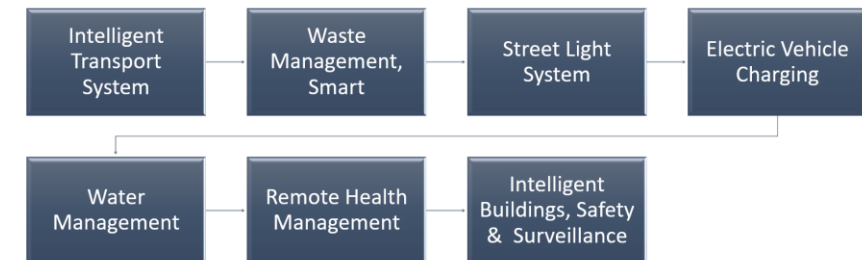 Intelligent
Transport
System
Waste
Management,
Smart
Street Light
System
Electric Vehicle
Charging
Water
Management
Remote Health
Management
Intelligent
Buildings, Safety
& Surveillance